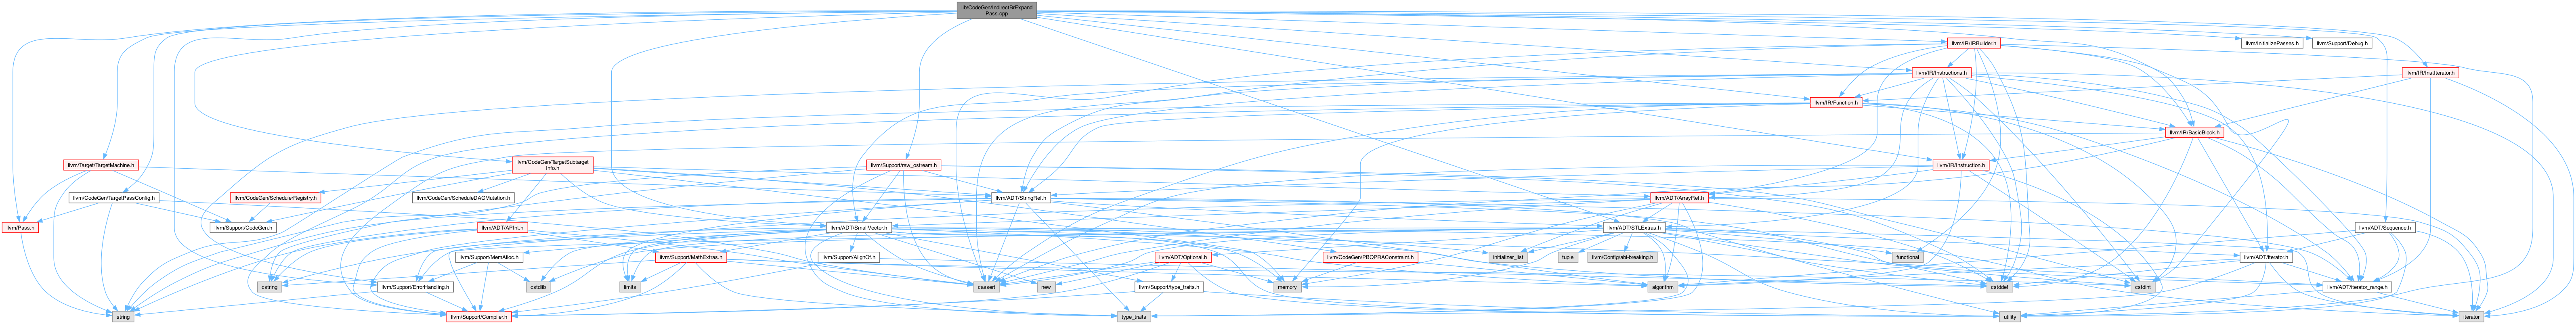 lib/CodeGen/IndirectBrExpand
Pass.cpp
llvm/IR/IRBuilder.h
llvm/InitializePasses.h
llvm/Support/Debug.h
llvm/IR/Instructions.h
llvm/IR/InstIterator.h
llvm/IR/Function.h
llvm/IR/BasicBlock.h
llvm/Target/TargetMachine.h
llvm/CodeGen/TargetSubtarget
Info.h
llvm/Support/raw_ostream.h
llvm/IR/Instruction.h
llvm/CodeGen/SchedulerRegistry.h
llvm/CodeGen/TargetPassConfig.h
llvm/CodeGen/ScheduleDAGMutation.h
llvm/ADT/StringRef.h
llvm/ADT/ArrayRef.h
llvm/Pass.h
llvm/Support/CodeGen.h
llvm/ADT/APInt.h
llvm/ADT/SmallVector.h
llvm/ADT/STLExtras.h
llvm/ADT/Sequence.h
llvm/Support/MemAlloc.h
llvm/Support/MathExtras.h
llvm/Support/AlignOf.h
llvm/ADT/Optional.h
llvm/CodeGen/PBQPRAConstraint.h
initializer_list
tuple
llvm/Config/abi-breaking.h
functional
llvm/ADT/iterator.h
cstring
llvm/Support/ErrorHandling.h
cstdlib
limits
cassert
new
llvm/Support/type_traits.h
memory
algorithm
cstddef
cstdint
llvm/ADT/iterator_range.h
string
llvm/Support/Compiler.h
type_traits
utility
iterator